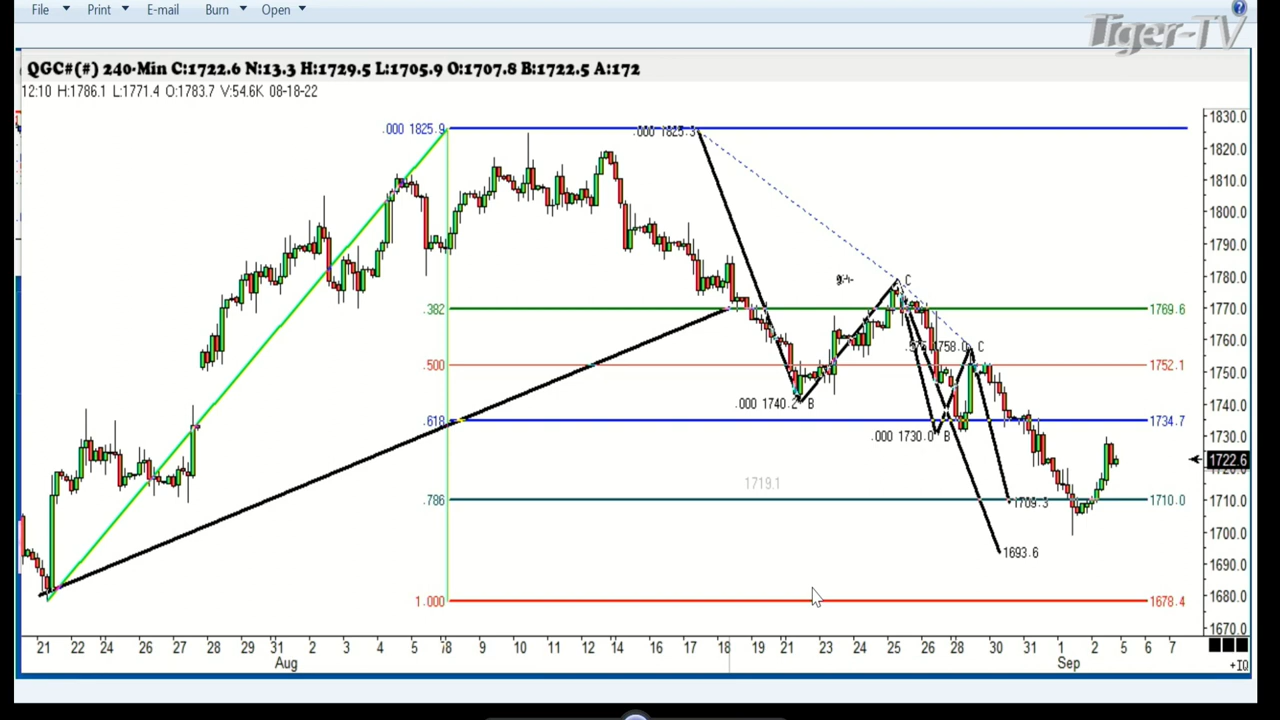 File Print E-mail Burn Open
Tiger-TV
QGC#(#) 240-Min C:1722.6 N:13.3 H:1729.5 L:1705.9 O:1707.8 B:1722.5 A:172
12:10 H:1786.1 L:1771.4 O:1783.7 V:54.6K 08-18-22
1830.0
.000 1825.9
.000 1825.3
1820.0
1810.0
1800.0
1790.0
1780.0
C
.382
1769.6
1770.0
1760.0
1758.0 C
.500
1752.1
1750.0
.000 1740.2 B
1740.0
.618
1734.7
.000 1730.0 B
1730.0
1722.6
1719.1
.786
1709.3
1710.0
1710.0
1700.0
1693.6
1690.0
1680.0
1.000
1678.4
1670.0
21 22 24 26 27 28 29 31 2 3 4 5 8 9 10 12 14 15 16 17 19 21 23 24 25 26 28 30 31 1 2 5 6 7
Aug Sep
+IQ